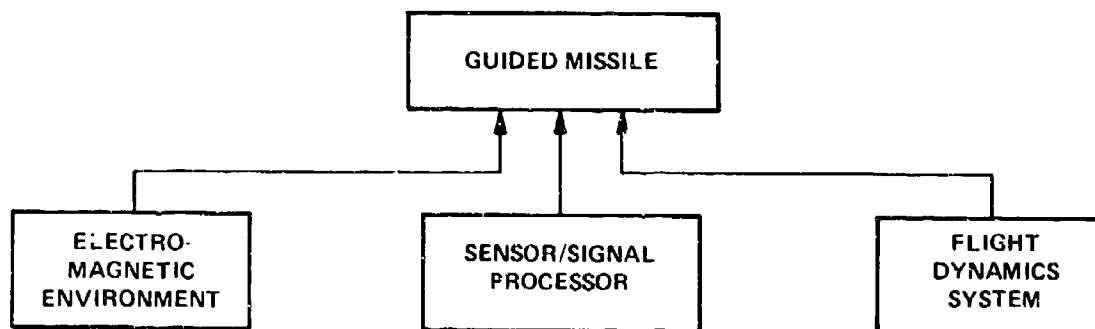 GUIDED MISSILE
ELECTRO-
MAGNETIC
ENVIRONMENT
SENSOR/SIGNAL
PROCESSOR
FLIGHT
DYNAMICS
SYSTEM